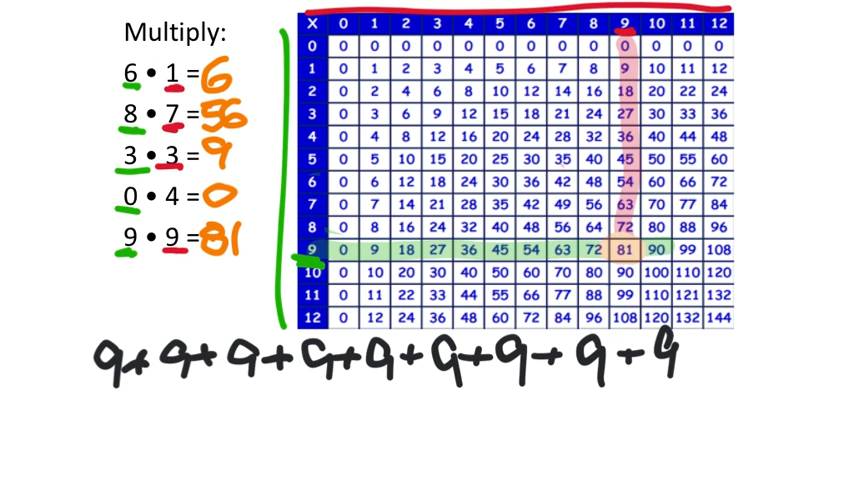 Multiply:
6 • 1 = 6
8 • 7 = 56
3 • 3 = 9
0 • 4 = 0
9 • 9 = 81
X 0 1 2 3 4 5 6 7 8 9 10 11 12
0 0 0 0 0 0 0 0 0 0 0 0 0 0
1 0 1 2 3 4 5 6 7 8 9 10 11 12
2 0 2 4 6 8 10 12 14 16 18 20 22 24
3 0 3 6 9 12 15 18 21 24 27 30 33 36
4 0 4 8 12 16 20 24 28 32 36 40 44 48
5 0 5 10 15 20 25 30 35 40 45 50 55 60
6 0 6 12 18 24 30 36 42 48 54 60 66 72
7 0 7 14 21 28 35 42 49 56 63 70 77 84
8 0 8 16 24 32 40 48 56 64 72 80 88 96
9 0 9 18 27 36 45 54 63 72 81 90 99 108
10 0 10 20 30 40 50 60 70 80 90 100 110 120
11 0 11 22 33 44 55 66 77 88 99 110 121 132
12 0 12 24 36 48 60 72 84 96 108 120 132 144
9+9+9+9+9+9+9+9+9